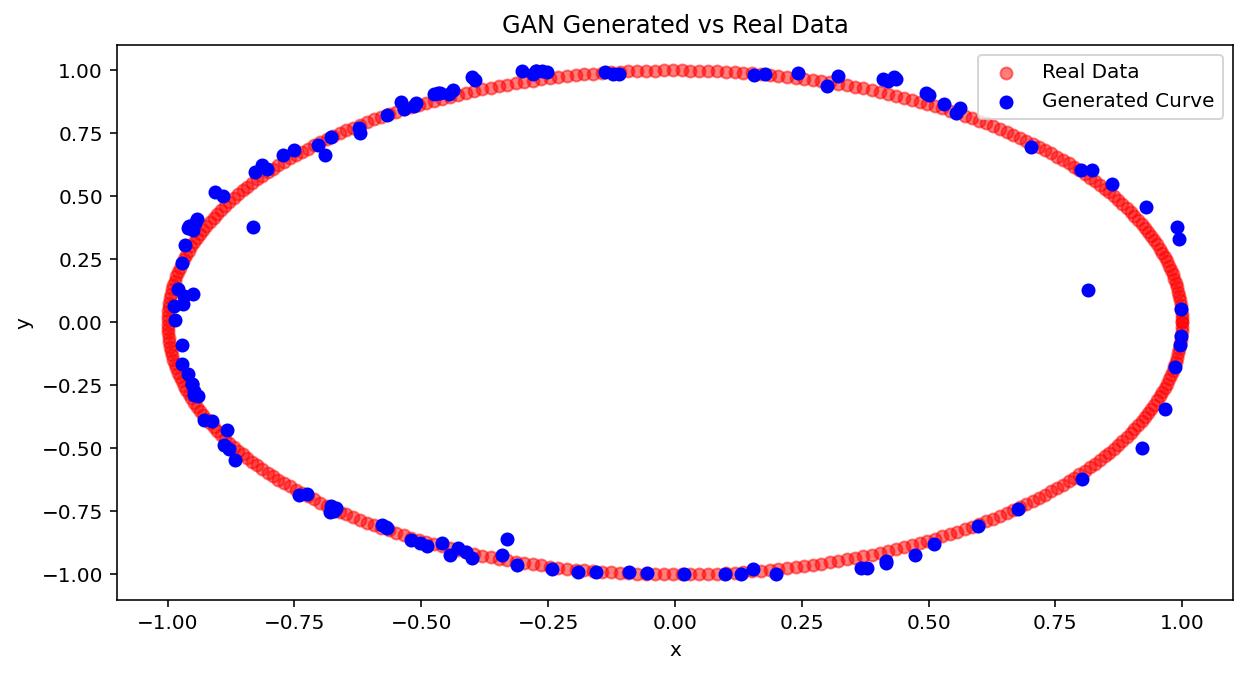 GAN Generated vs Real Data
Real Data
Generated Curve
1.00
0.75
0.50
0.25
0.00
−0.25
−0.50
−0.75
−1.00
y
−1.00 −0.75 −0.50 −0.25 0.00 0.25 0.50 0.75 1.00
x